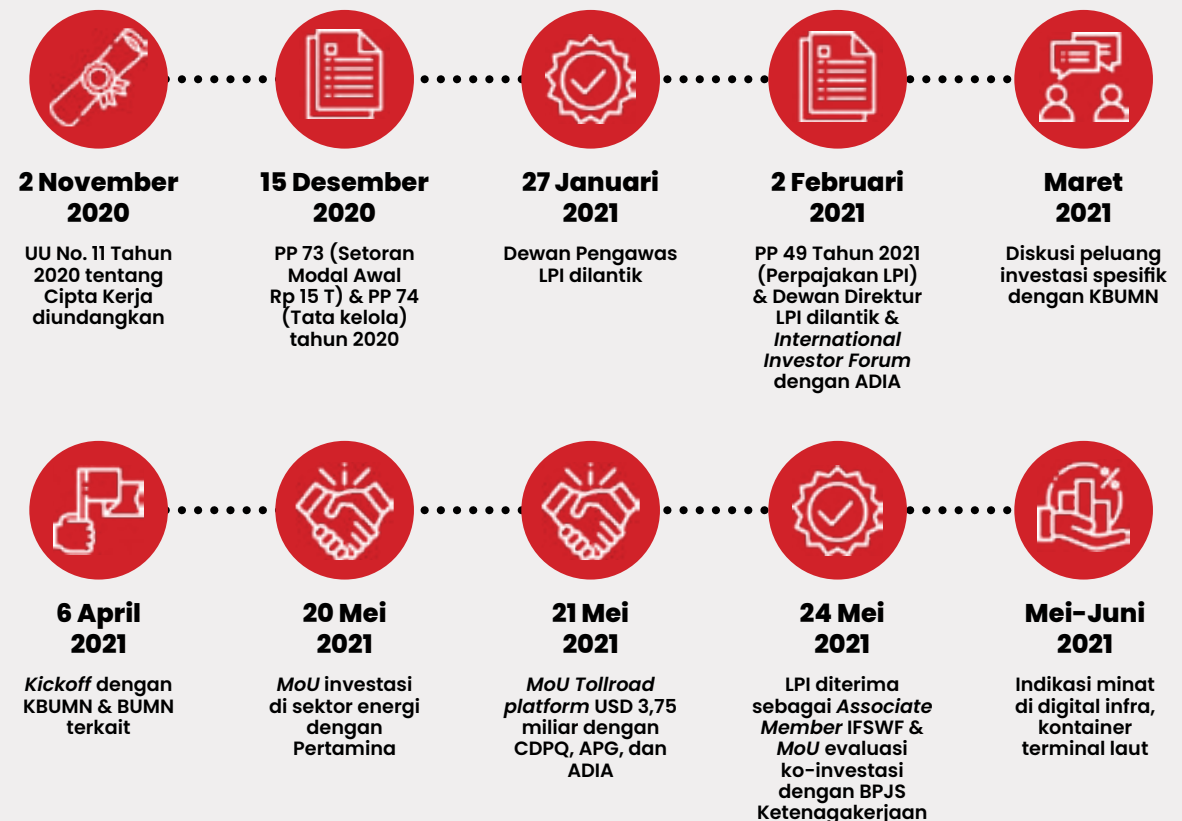 2 November
2020
UU No. 11 Tahun
2020 tentang
Cipta Kerja
diundangkan
15 Desember
2020
PP 73 (Setoran
Modal Awal
Rp 15 T) & PP 74
(Tata kelola)
tahun 2020
27 Januari
2021
Dewan Pengawas
LPI dilantik
2 Februari
2021
PP 49 Tahun 2021
(Perpajakan LPI)
& Dewan Direktur
LPI dilantik &
International
Investor Forum
dengan ADIA
Maret
2021
Diskusi peluang
investasi spesifik
dengan KBUMN
6 April
2021
Kickoff dengan
KBUMN & BUMN
terkait
20 Mei
2021
MoU investasi
di sektor energi
dengan
Pertamina
21 Mei
2021
MoU Tollroad
platform USD 3,75
miliar dengan
CDPQ, APG, dan
ADIA
24 Mei
2021
LPI diterima
sebagai Associate
Member IFSWF &
MoU evaluasi
ko-investasi
dengan BPJS
Ketenagakerjaan
%
Mei-Juni
2021
Indikasi minat
di digital infra,
kontainer
terminal laut